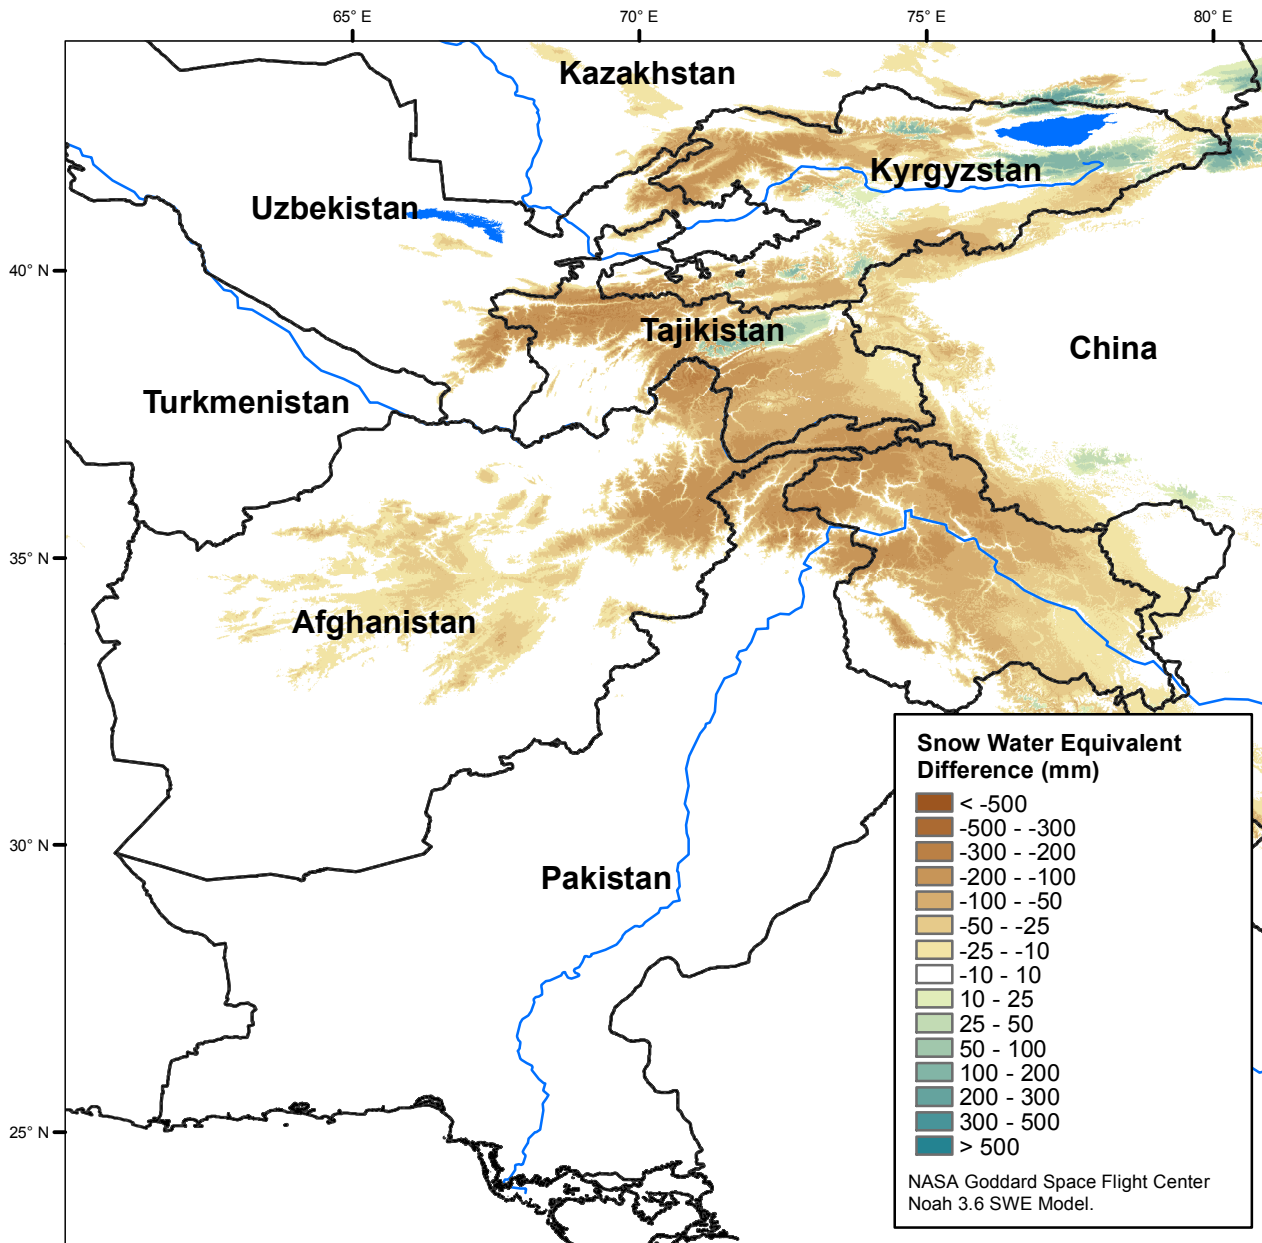 65° E
70° E
75° E
80° E
Kazakhstan
Kyrgyzstan
Uzbekistan
40° N
Tajikistan
China
Turkmenistan
35° N
Afghanistan
30° N
Pakistan
25° N
Snow Water Equivalent
Difference (mm)
< -500
-500 - -300
-300 - -200
-200 - -100
-100 - -50
-50 - -25
-25 - -10
-10 - 10
10 - 25
25 - 50
50 - 100
100 - 200
200 - 300
300 - 500
> 500
NASA Goddard Space Flight Center
Noah 3.6 SWE Model.